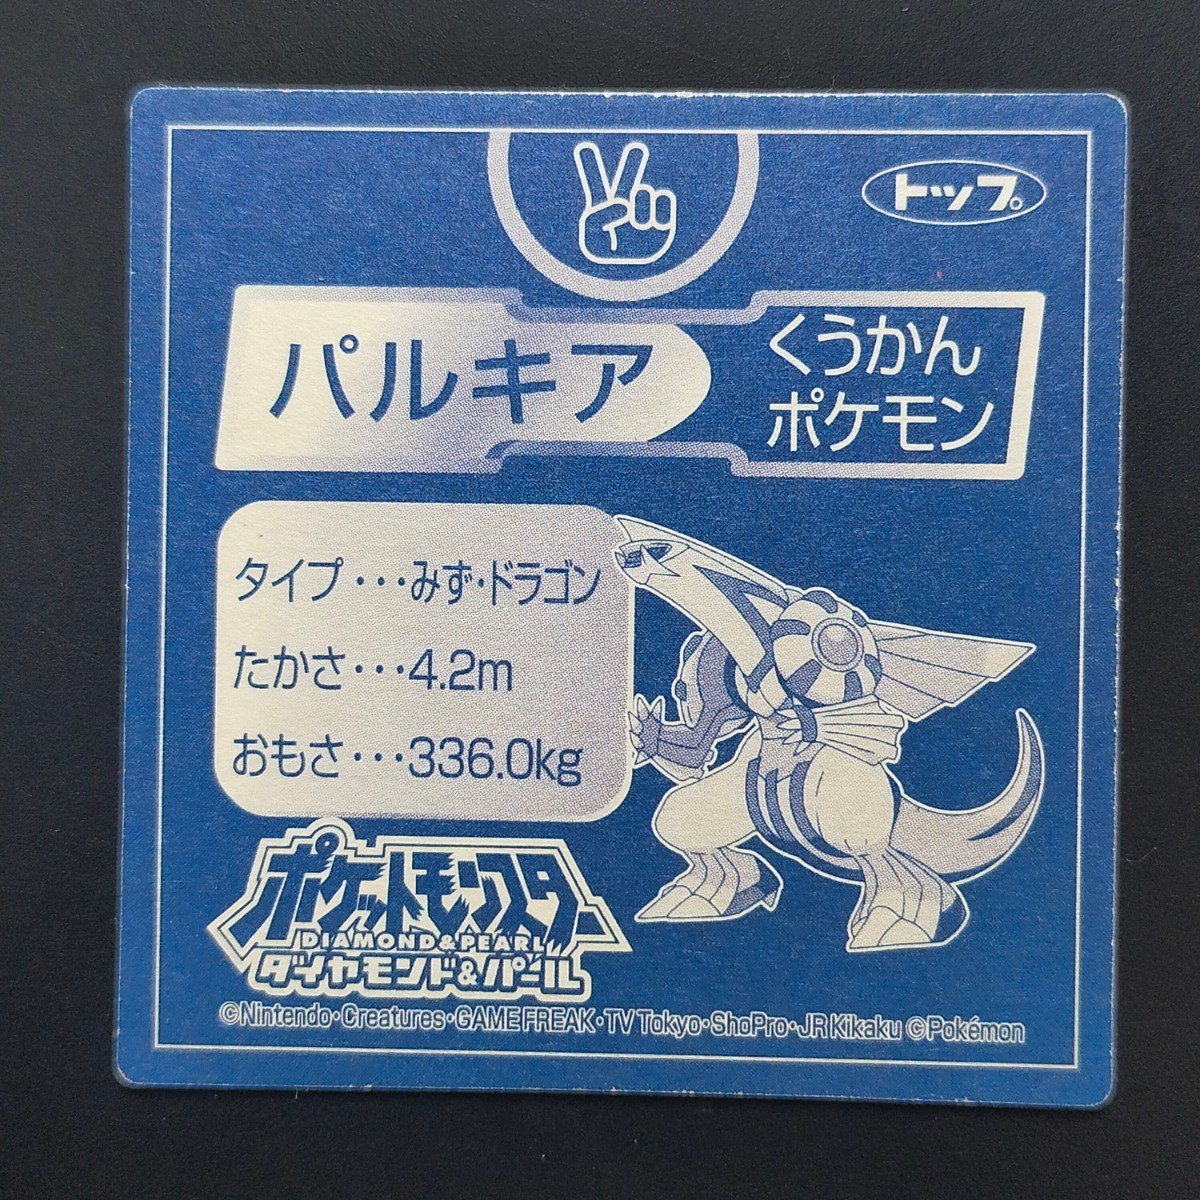 トップ。
パルキア
くうかん
ポケモン
タイプ・・・みず・ドラゴン
たかさ・・・4.2m
おもさ・・・336.0kg
ポケットモンスター
DIAMOND&PEARL
ダイヤモンド&パール
©Nintendo・Creatures・GAME FREAK・TV Tokyo・ShoPro・JR Kikaku ©Pokémon